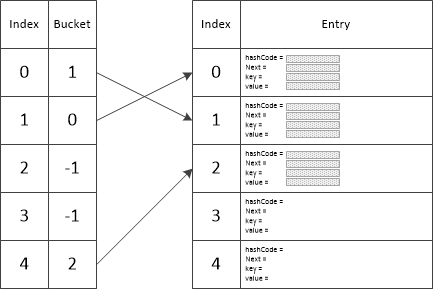 Index Bucket Index Entry
0 1 0
hashCode =
Next =
key =
value =
1 0 1
hashCode =
Next =
key =
value =
2 -1 2
hashCode =
Next =
key =
value =
3 -1 3
hashCode =
Next =
key =
value =
4 2 4
hashCode =
Next =
key =
value =